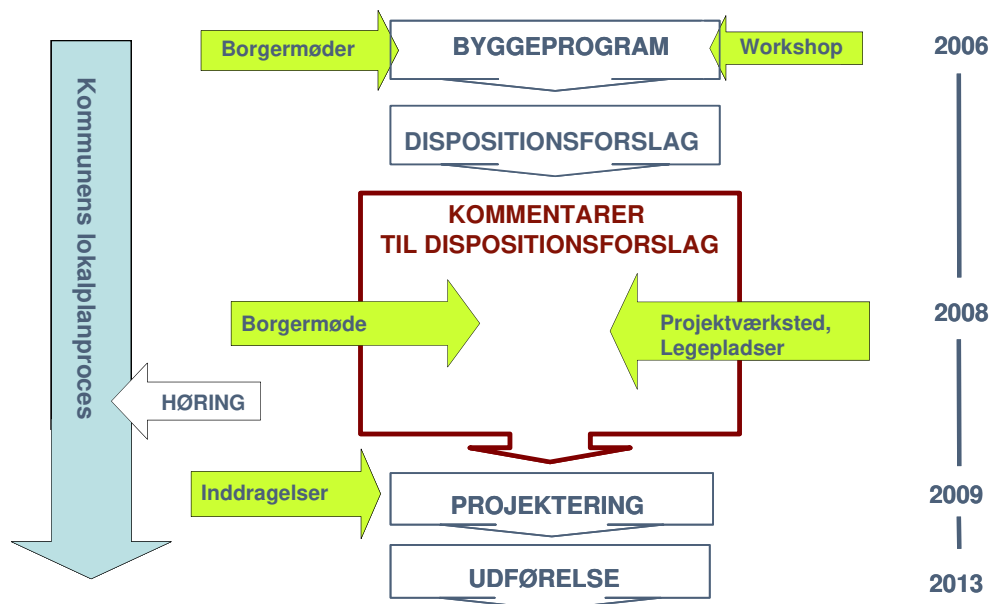 Borgermøder
BYGGEPROGRAM
Workshop
2006
Kommunens lokalplanproces
DISPOSITIONSFORSLAG
KOMMENTARER
TIL DISPOSITIONSFORSLAG
Borgermøde
Projektværksted,
Legepladser
2008
HØRING
Inddragelser
PROJEKTERING
2009
UDFØRELSE
2013